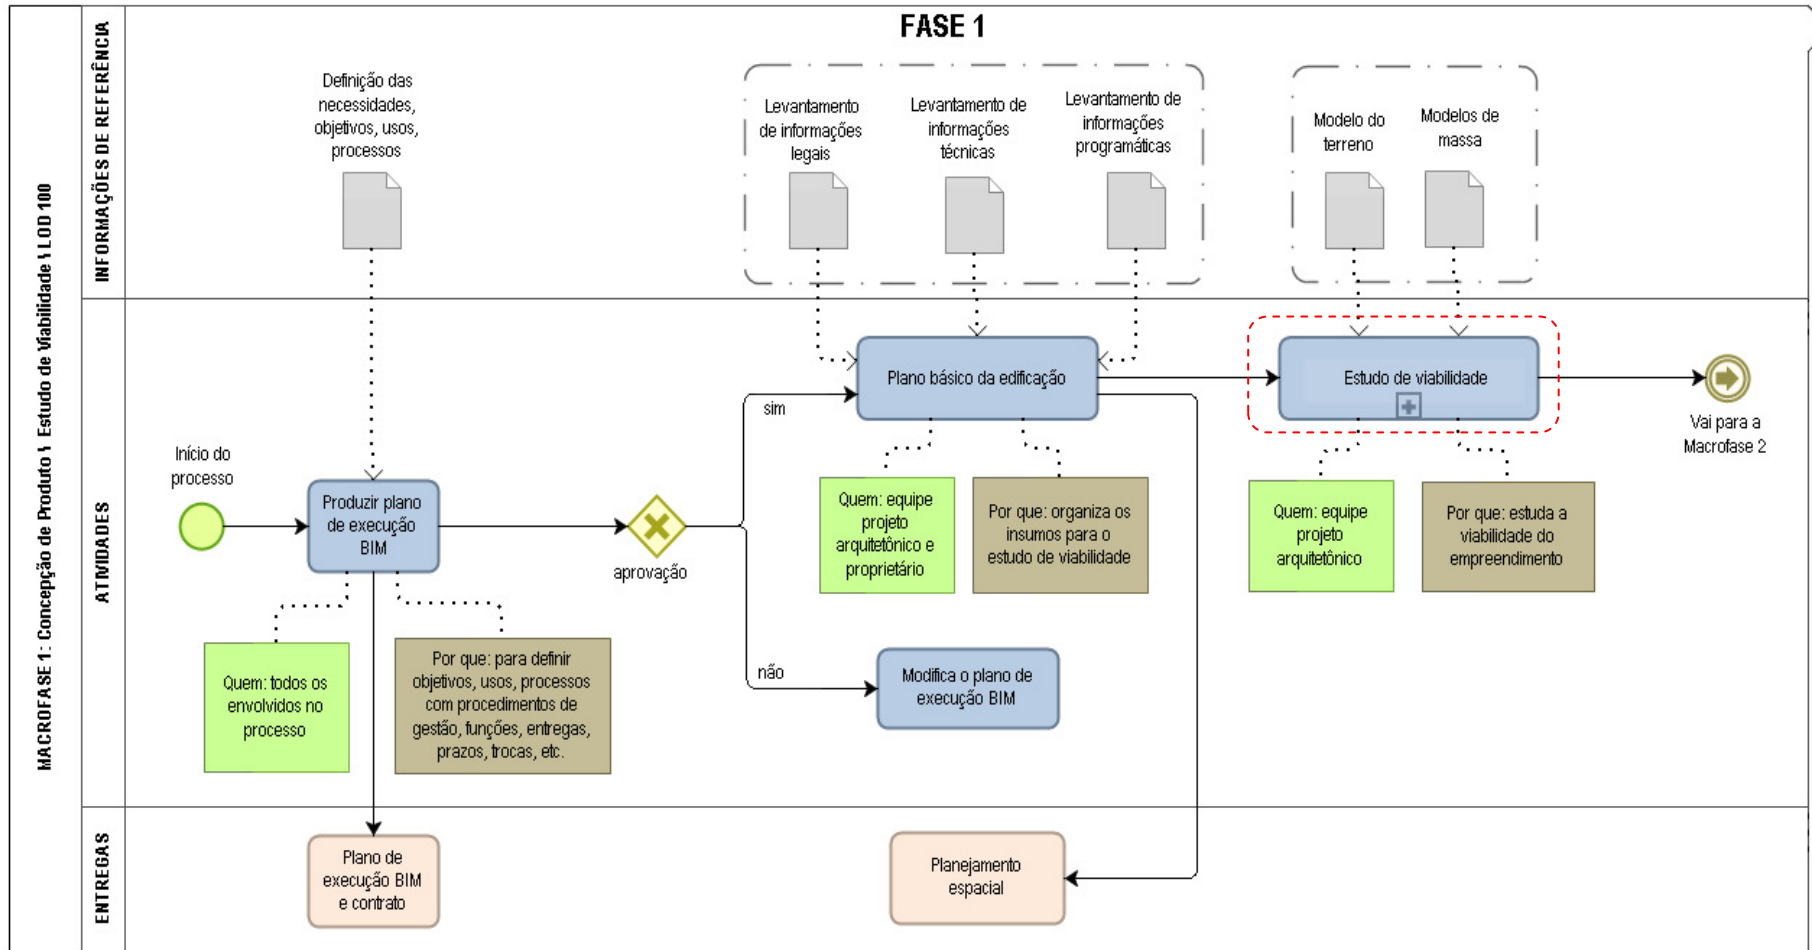 FASE 1
MACROFASE 1: Concepção de Produto \ Estudo de Viabilidade \ LOD 100
INFORMAÇÕES DE REFERÊNCIA
Definição das
necessidades,
objetivos, usos,
processos
Levantamento
de informações
legais
Levantamento de
informações
técnicas
Levantamento de
informações
programáticas
Modelo do
terreno
Modelos de
massa
ATIVIDADES
Início do
processo
Produzir plano
de execução
BIM
aprovação
sim
não
Plano básico da edificação
Estudo de viabilidade
Vai para a
Macrofase 2
Quem: equipe
projeto
arquitetônico e
proprietário
Por que: organiza os
insumos para o
estudo de viabilidade
Quem: equipe
projeto
arquitetônico
Por que: estuda a
viabilidade do
empreendimento
Quem: todos os
envolvidos no
processo
Por que: para definir
objetivos, usos, processos
com procedimentos de
gestão, funções, entregas,
prazos, trocas, etc.
Modifica o plano de
execução BIM
ENTREGAS
Plano de
execução BIM
e contrato
Planejamento
espacial